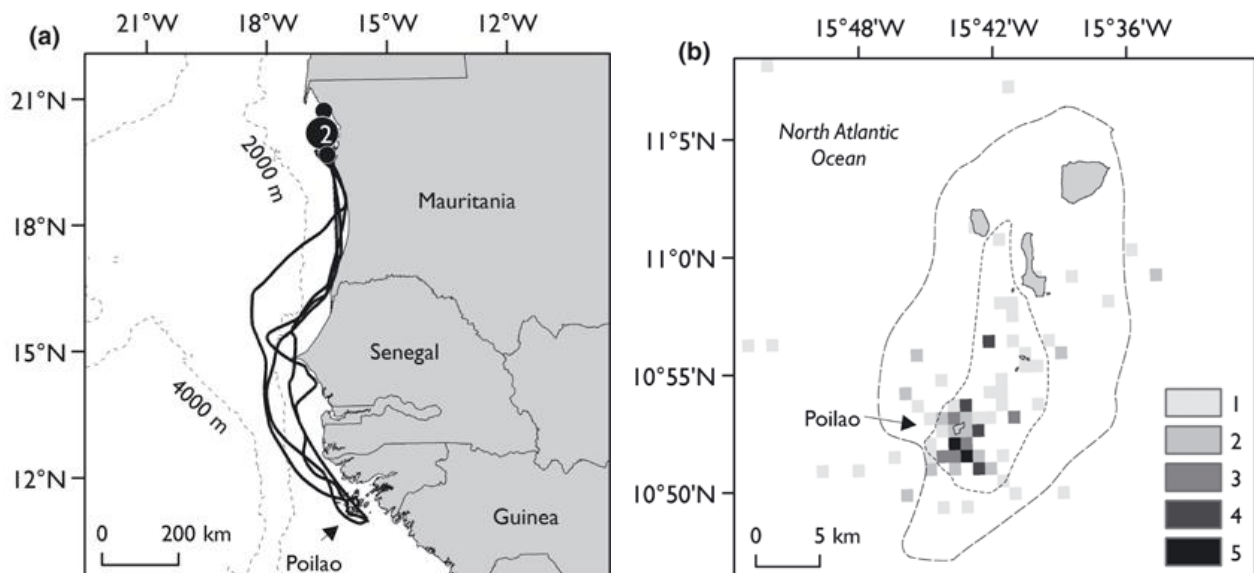 (a)
21°W 18°W 15°W 12°W
21°N
18°N
15°N
12°N
2
2000 m
4000 m
Mauritania
Senegal
Guinea
Poilao
0 200 km
(b)
15°48'W 15°42'W 15°36'W
11°5'N
11°0'N
10°55'N
10°50'N
North Atlantic
Ocean
Poilao
0 5 km
1
2
3
4
5